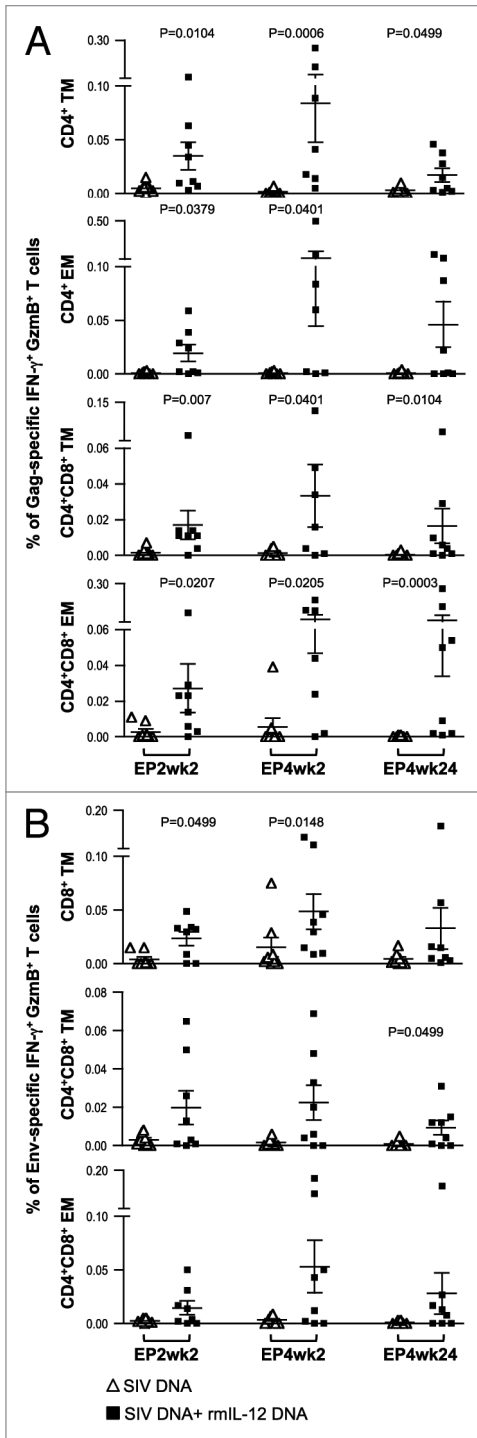 A
P=0.0104 P=0.0006 P=0.0499
0.30
0.10
0.05
0.00
CD4+ TM
P=0.0379 P=0.0401
0.50
0.10
0.05
0.00
CD4+ EM
% of Gag-specific IFN-γ+ GzmB+ T cells
P=0.007 P=0.0401 P=0.0104
0.15
0.06
0.04
0.02
0.00
CD4+CD8+ TM
P=0.0207 P=0.0205 P=0.0003
0.30
0.06
0.04
0.02
0.00
CD4+CD8+ EM
EP2wk2 EP4wk2 EP4wk24
B
P=0.0499 P=0.0148
0.20
0.10
0.05
0.00
CD8+ TM
% of Env-specific IFN-γ+ GzmB+ T cells
P=0.0499
0.08
0.06
0.04
0.02
0.00
CD4+CD8+ TM
0.20
0.10
0.05
0.00
CD4+CD8+ EM
EP2wk2 EP4wk2 EP4wk24
△ SIV DNA
■ SIV DNA+ rmIL-12 DNA